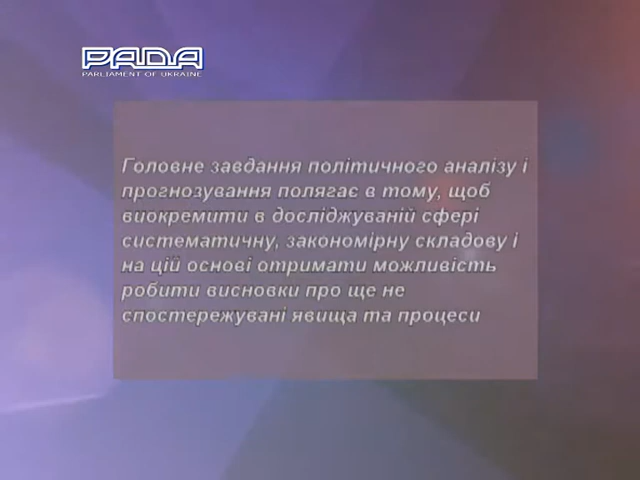 РАДА
PARLIAMENT OF UKRAINE
Головне завдання політичного аналізу і
прогнозування полягає в тому, щоб
виокремити в досліджуваній сфері
систематичну, закономірну складову і
на цій основі отримати можливість
робити висновки про ще не
спостережувані явища та процеси